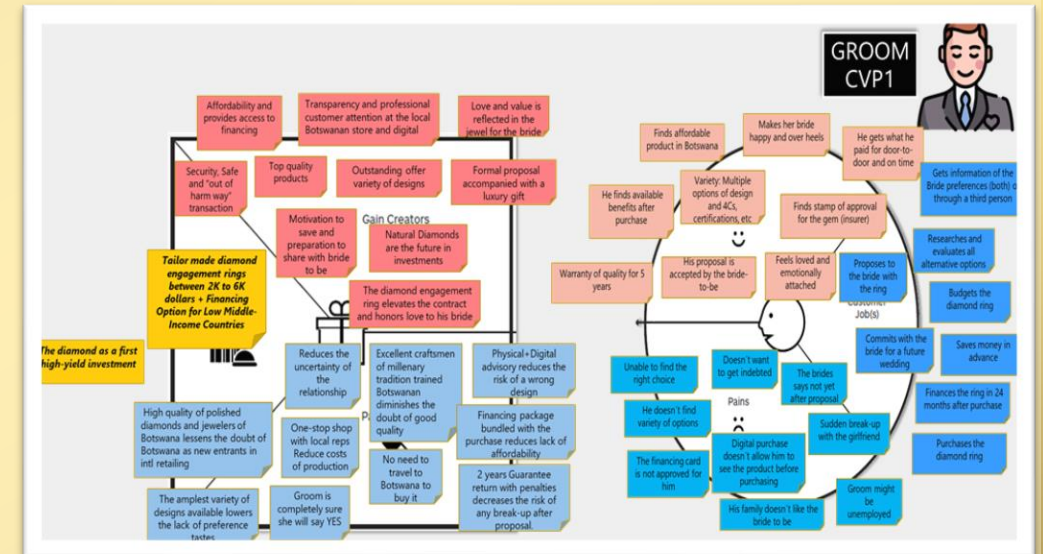 GROOM
CVP1
Affordability and
provides access to
financing
Transparency and professional
customer attention at the local
Botswanan store and digital
Love and value is
reflected in the
jewel for the bride
Security, Safe
and "out of
harm way"
transaction
Top quality
products
Outstanding offer
variety of designs
Formal proposal
accompanied with a
luxury gift
Gain Creators
Motivation to
save and
preparation to
share with bride
to be
Natural Diamonds
are the future in
investments
The diamond engagement
ring elevates the contract
and honors love to his bride
Tailor made diamond
engagement rings
between 2K to 6K
dollars + Financing
Option for Low Middle-
Income Countries
The diamond as a first
high-yield investment
Reduces the
uncertainty of
the
relationship
Excellent craftsmen
of millenary
tradition trained
Botswanan
diminishes the
doubt of good
quality
Physical+Digital
advisory reduces the
risk of a wrong
design
High quality of polished
diamonds and jewelers of
Botswana lessens the doubt of
Botswana as new entrants in
intl retailing
One-stop shop
with local reps
Reduce costs
of production
Financing package
bundled with the
purchase reduces lack of
affordability
No need to
travel to
Botswana to
buy it
The amplest variety of
designs available lowers
the lack of preference
tastes
Groom is
completely sure
she will say YES
2 years Guarantee
return with penalties
decreases the risk of
any break-up after
proposal.
Finds affordable
product in Botswana
Makes her bride
happy and over heels
He gets what he
paid for door-to-
door and on time
He finds available
benefits after
purchase
Variety: Multiple
options of design
and 4Cs,
certifications, etc
Finds stamp of approval
for the gem (insurer)
Warranty of quality for 5
years
His proposal is
accepted by the bride-
to-be
Feels loved and
emotionally
attached
Gets information of the
Bride preferences (both)
through a third person
Researches and
evaluates all
alternative options
Proposes to
the bride with
the ring
Customer
Job(s)
Budgets the
diamond ring
Commits with the
bride for a future
wedding
Saves money in
advance
Finances the ring in 24
months after purchase
Purchases the
diamond ring
Unable to find the
right choice
Doesn´t want
to get indebted
The brides
says not yet
after proposal
Pains
He doesn´t find
variety of options
Sudden break-up
with the girlfriend
The financing card
is not approved for
him
Digital purchase
doesn´t allow him to
see the product before
purchasing
Groom might
be
unemployed
His family doesn´t like the
bride to be